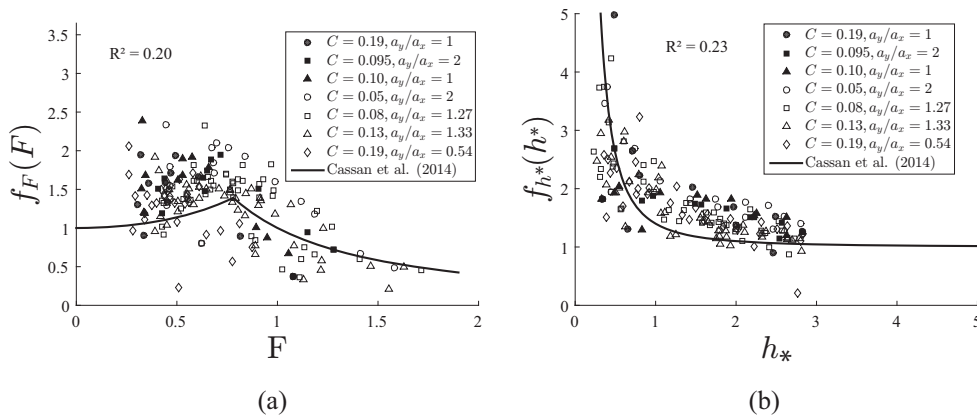 3.5
3
2.5
2
1.5
1
0.5
0
0
0.5
1
1.5
2
f_F(F)
F
R² = 0.20
C = 0.19, a_y/a_x = 1
C = 0.095, a_y/a_x = 2
C = 0.10, a_y/a_x = 1
C = 0.05, a_y/a_x = 2
C = 0.08, a_y/a_x = 1.27
C = 0.13, a_y/a_x = 1.33
C = 0.19, a_y/a_x = 0.54
Cassan et al. (2014)
(a)
5
4
3
2
1
0
0
1
2
3
4
5
f_{h*}(h*)
h_*
R² = 0.23
C = 0.19, a_y/a_x = 1
C = 0.095, a_y/a_x = 2
C = 0.10, a_y/a_x = 1
C = 0.05, a_y/a_x = 2
C = 0.08, a_y/a_x = 1.27
C = 0.13, a_y/a_x = 1.33
C = 0.19, a_y/a_x = 0.54
Cassan et al. (2014)
(b)